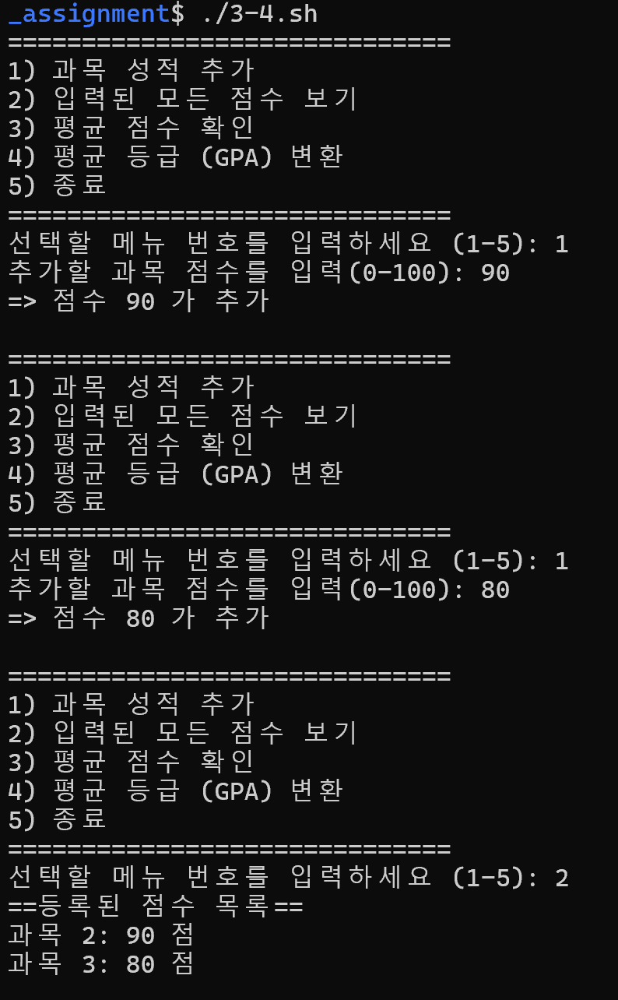 _assignment$ ./3-4.sh
==============================
1) 과목 성적 추가
2) 입력된 모든 점수 보기
3) 평균 점수 확인
4) 평균 등급 (GPA) 변환
5) 종료
==============================
선택할 메뉴 번호를 입력하세요 (1-5): 1
추가할 과목 점수를 입력(0-100): 90
=> 점수 90 가 추가
==============================
1) 과목 성적 추가
2) 입력된 모든 점수 보기
3) 평균 점수 확인
4) 평균 등급 (GPA) 변환
5) 종료
==============================
선택할 메뉴 번호를 입력하세요 (1-5): 1
추가할 과목 점수를 입력(0-100): 80
=> 점수 80 가 추가
==============================
1) 과목 성적 추가
2) 입력된 모든 점수 보기
3) 평균 점수 확인
4) 평균 등급 (GPA) 변환
5) 종료
==============================
선택할 메뉴 번호를 입력하세요 (1-5): 2
==등록된 점수 목록==
과목 2: 90 점
과목 3: 80 점